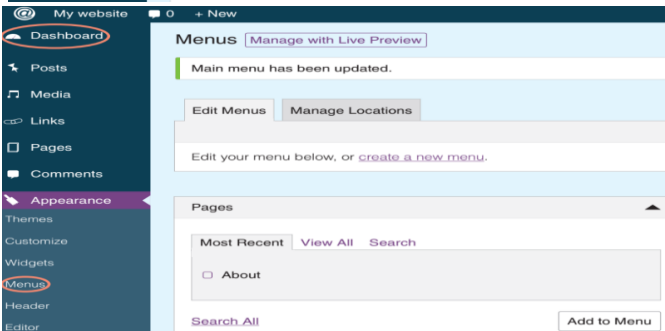 My website 0 + New
Dashboard
Posts
Media
Links
Pages
Comments
Appearance
Themes
Customize
Widgets
Menus
Header
Editor
Menus Manage with Live Preview
Main menu has been updated.
Edit Menus Manage Locations
Edit your menu below, or create a new menu.
Pages
Most Recent View All Search
About
Search All Add to Menu